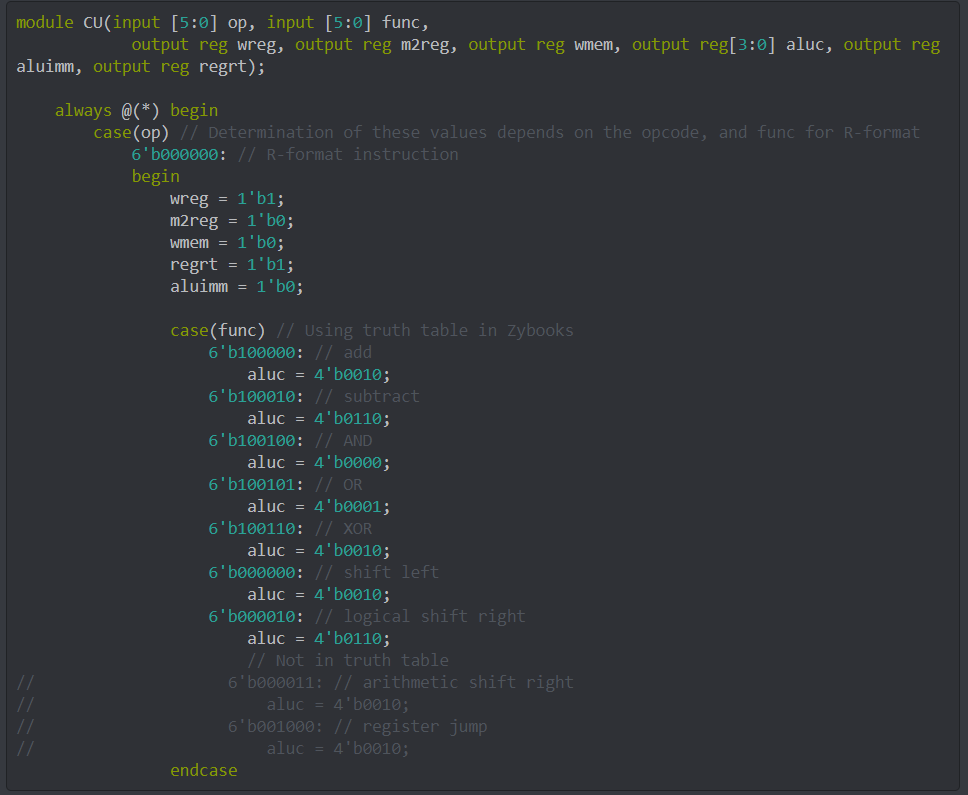 module CU(input [5:0] op, input [5:0] func,
            output reg wreg, output reg m2reg, output reg wmem, output reg[3:0] aluc, output reg
aluimm, output reg regrt);

    always @(*) begin
        case(op) // Determination of these values depends on the opcode, and func for R-format
            6'b000000: // R-format instruction
            begin
                wreg = 1'b1;
                m2reg = 1'b0;
                wmem = 1'b0;
                regrt = 1'b1;
                aluimm = 1'b0;

                case(func) // Using truth table in Zybooks
                    6'b100000: // add
                        aluc = 4'b0010;
                    6'b100010: // subtract
                        aluc = 4'b0110;
                    6'b100100: // AND
                        aluc = 4'b0000;
                    6'b100101: // OR
                        aluc = 4'b0001;
                    6'b100110: // XOR
                        aluc = 4'b0010;
                    6'b000000: // shift left
                        aluc = 4'b0010;
                    6'b000010: // logical shift right
                        aluc = 4'b0110;
                        // Not in truth table
//                    6'b000011: // arithmetic shift right
//                        aluc = 4'b0010;
//                    6'b001000: // register jump
//                        aluc = 4'b0010;
                endcase